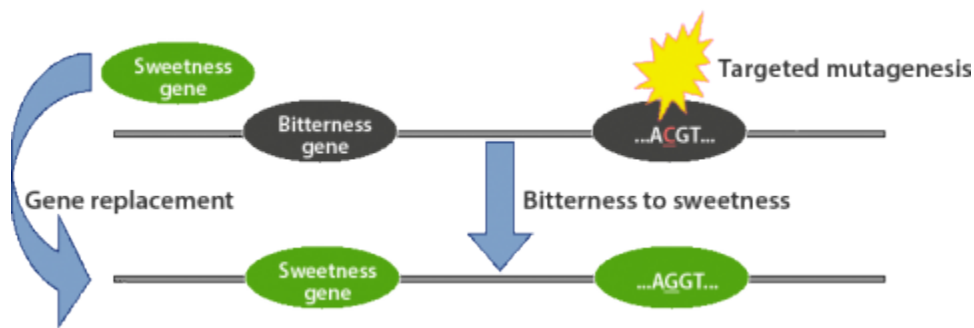 Sweetness
gene
Targeted mutagenesis
Bitterness
gene
...ACGT...
Gene replacement
Bitterness to sweetness
Sweetness
gene
...AGGT...